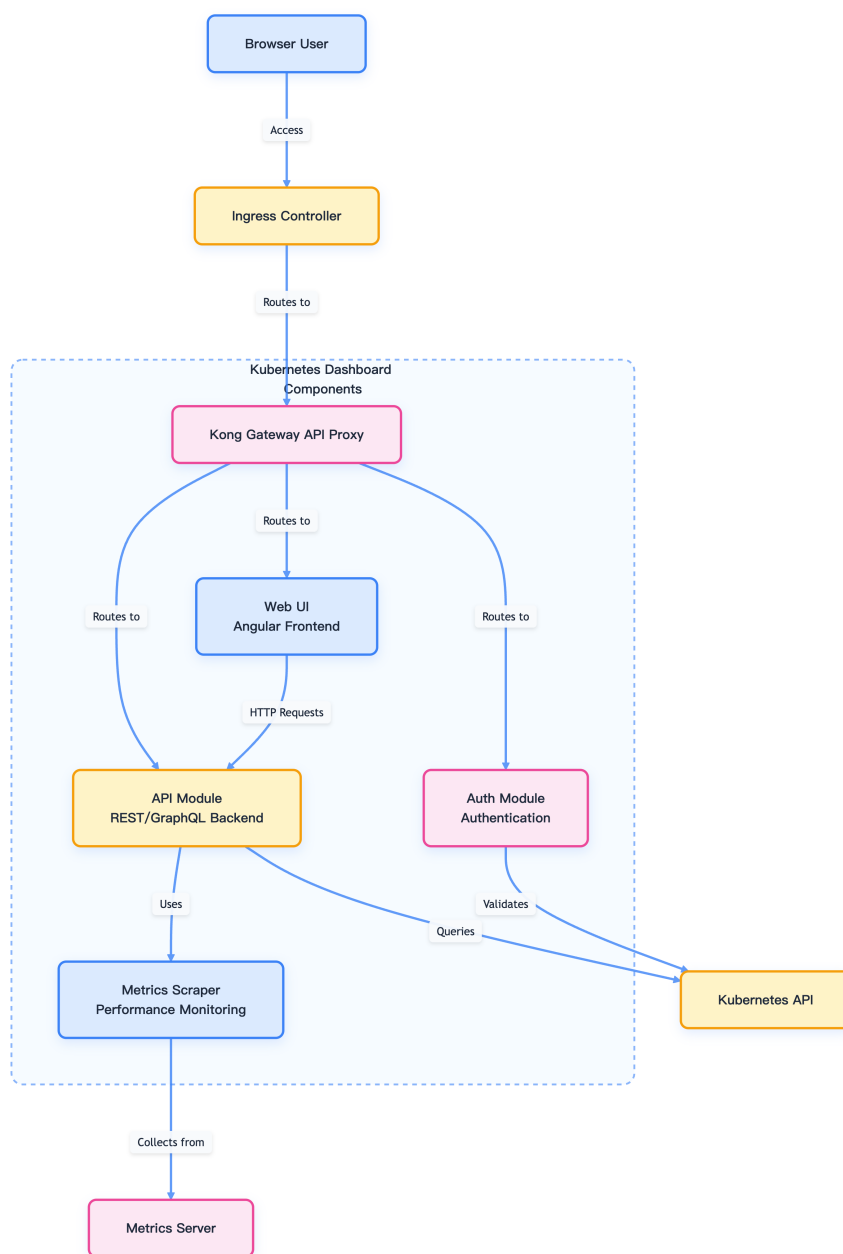 Browser User
Access
Ingress Controller
Routes to
Kubernetes Dashboard
Components
Kong Gateway API Proxy
Routes to
Web UI
Angular Frontend
Routes to
Routes to
HTTP Requests
API Module
REST/GraphQL Backend
Auth Module
Authentication
Uses
Validates
Queries
Metrics Scraper
Performance Monitoring
Kubernetes API
Collects from
Metrics Server